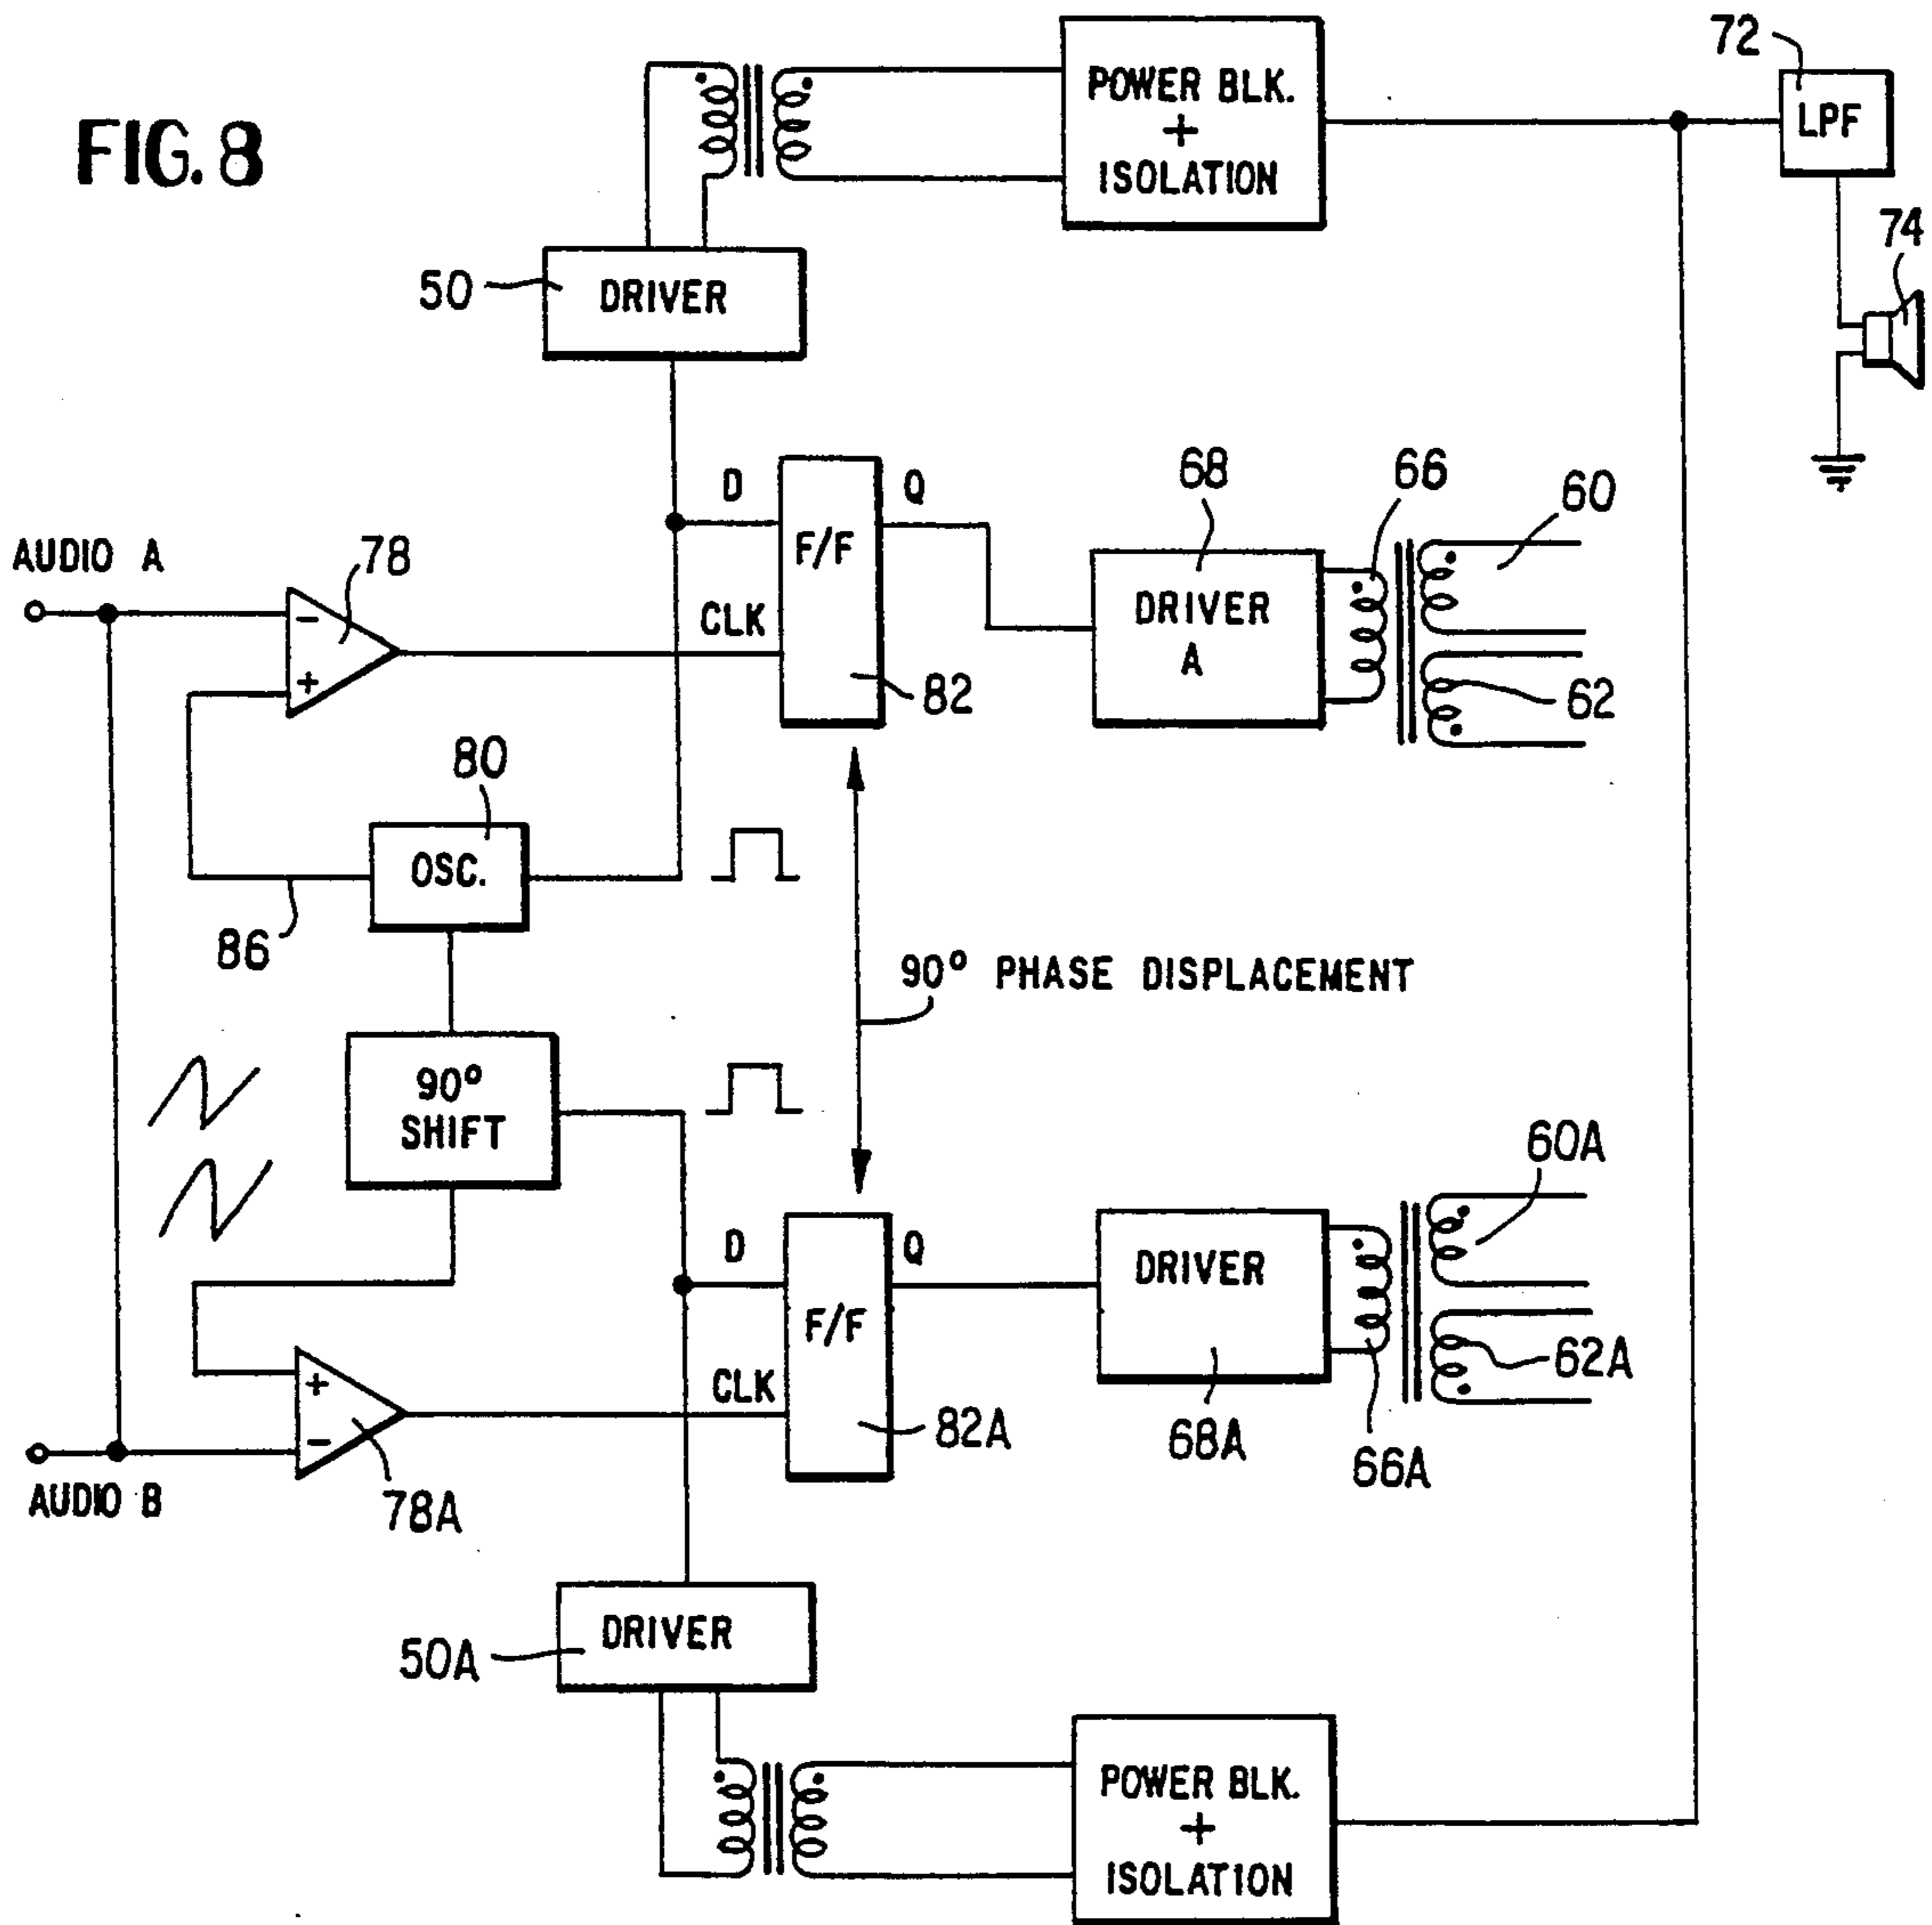 FIG. 8
POWER BLK.
+
ISOLATION
72
LPF
74
50
DRIVER
AUDIO A
78
-
+
D
Q
F/F
CLK
82
68
DRIVER
A
66
60
62
80
OSC.
86
90° PHASE DISPLACEMENT
90°
SHIFT
D
Q
F/F
CLK
82A
DRIVER
68A
66A
60A
62A
+
-
78A
AUDIO B
50A
DRIVER
POWER BLK.
+
ISOLATION